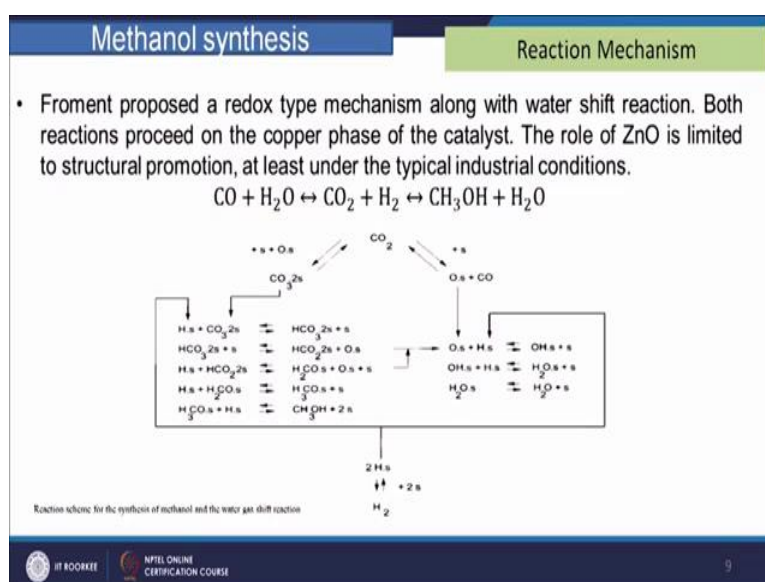 Methanol synthesis
Reaction Mechanism
• Froment proposed a redox type mechanism along with water shift reaction. Both
reactions proceed on the copper phase of the catalyst. The role of ZnO is limited
to structural promotion, at least under the typical industrial conditions.
CO + H₂O ↔ CO₂ + H₂ ↔ CH₃OH + H₂O
CO₂
+ s + O.s
+ s
CO₃2s
O.s + CO
H.s + CO₃2s ⇌ HCO₃2s + s
HCO₃2s + s ⇌ HCO₂2s + O.s
H.s + HCO₂2s ⇌ H₂CO.s + O.s + s
H.s + H₂CO.s ⇌ H₃CO.s + s
H₃CO.s + H.s ⇌ CH₃OH + 2 s
O.s + H.s ⇌ OH.s + s
OH.s + H.s ⇌ H₂O.s + s
H₂O s ⇌ H₂O + s
2 H.s
+ 2 s
H₂
Reaction scheme for the synthesis of methanol and the water gas shift reaction
IIT ROORKEE
NPTEL ONLINE
CERTIFICATION COURSE
9